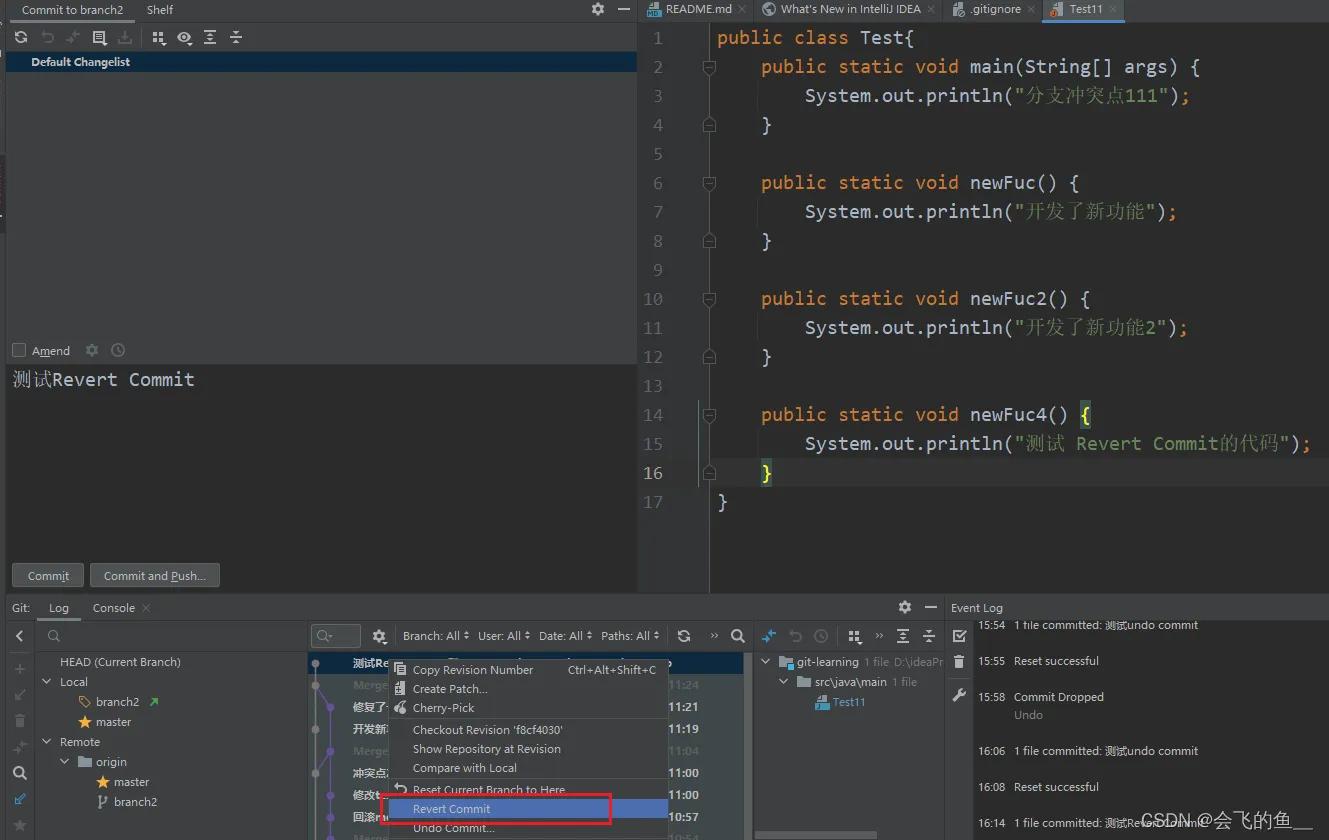 Commit to branch2 Shelf
Default Changelist
Amend
测试Revert Commit
Commit Commit and Push...
README.md What's New in IntelliJ IDEA .gitignore Test11
1 public class Test{
2 public static void main(String[] args) {
3 System.out.println("分支冲突点111");
4 }
5
6 public static void newFuc() {
7 System.out.println("开发了新功能");
8 }
9
10 public static void newFuc2() {
11 System.out.println("开发了新功能2");
12 }
13
14 public static void newFuc4() {
15 System.out.println("测试 Revert Commit的代码");
16 }
17 }
Git: Log Console
HEAD (Current Branch)
Local
branch2
master
Remote
origin
master
branch2
Branch: All User: All Date: All Paths: All
测试Re
Merge 11:24
修复了 11:21
开发新 11:19
Merge 11:04
冲突点 11:00
修改t 11:00
回滚m 10:57
Merge 10:54
Copy Revision Number Ctrl+Alt+Shift+C
Create Patch...
Cherry-Pick
Checkout Revision 'f8cf4030'
Show Repository at Revision
Compare with Local
Reset Current Branch to Here...
Revert Commit
Undo Commit...
git-learning 1 file D:\ideaPr
src\java\main 1 file
Test11
Event Log
15:54 1 file committed: 测试undo commit
15:55 Reset successful
15:58 Commit Dropped
Undo
16:06 1 file committed: 测试undo commit
16:08 Reset successful
16:14 1 file committed: 测试Revert Commit
CSDN @会飞的鱼__